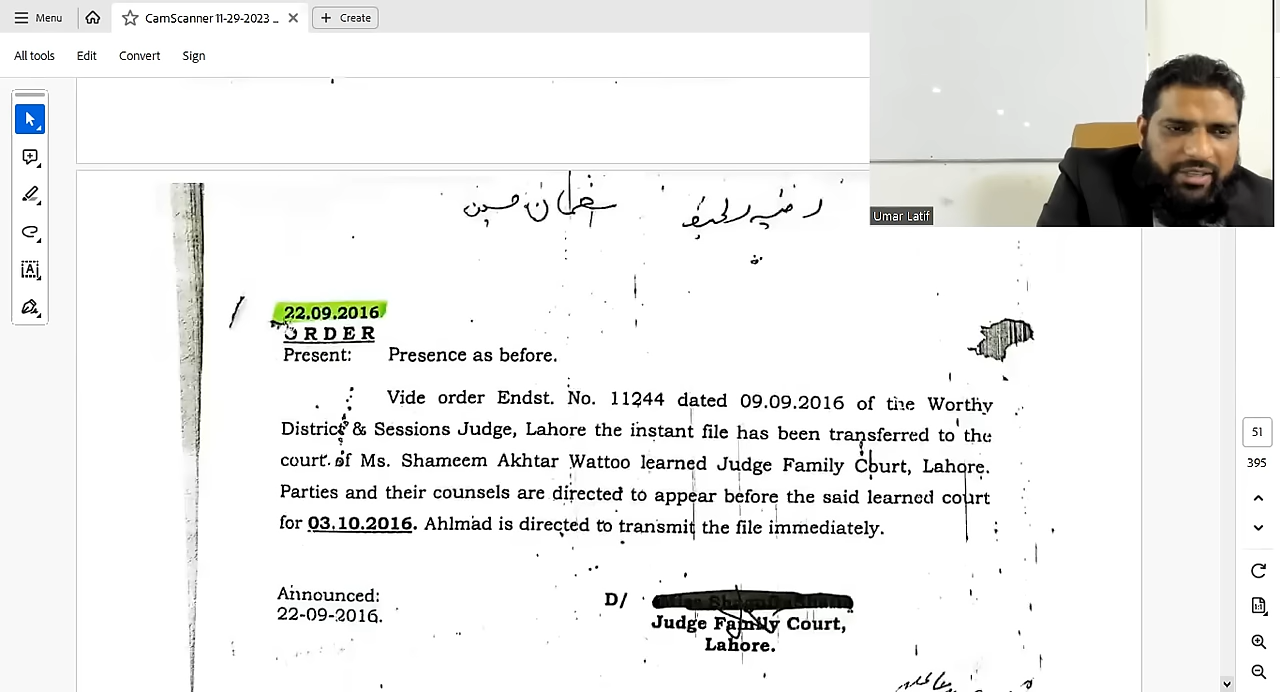 Menu
CamScanner 11-29-2023 ...
Create
All tools
Edit
Convert
Sign
Umar Latif
22.09.2016
ORDER
Present: Presence as before.
Vide order Endst. No. 11244 dated 09.09.2016 of the Worthy
District & Sessions Judge, Lahore the instant file has been transferred to the
court of Ms. Shameem Akhtar Wattoo learned Judge Family Court, Lahore.
Parties and their counsels are directed to appear before the said learned court
for 03.10.2016. Ahlmad is directed to transmit the file immediately.
Announced:
22-09-2016.
D/
Judge Family Court,
Lahore.
51
395